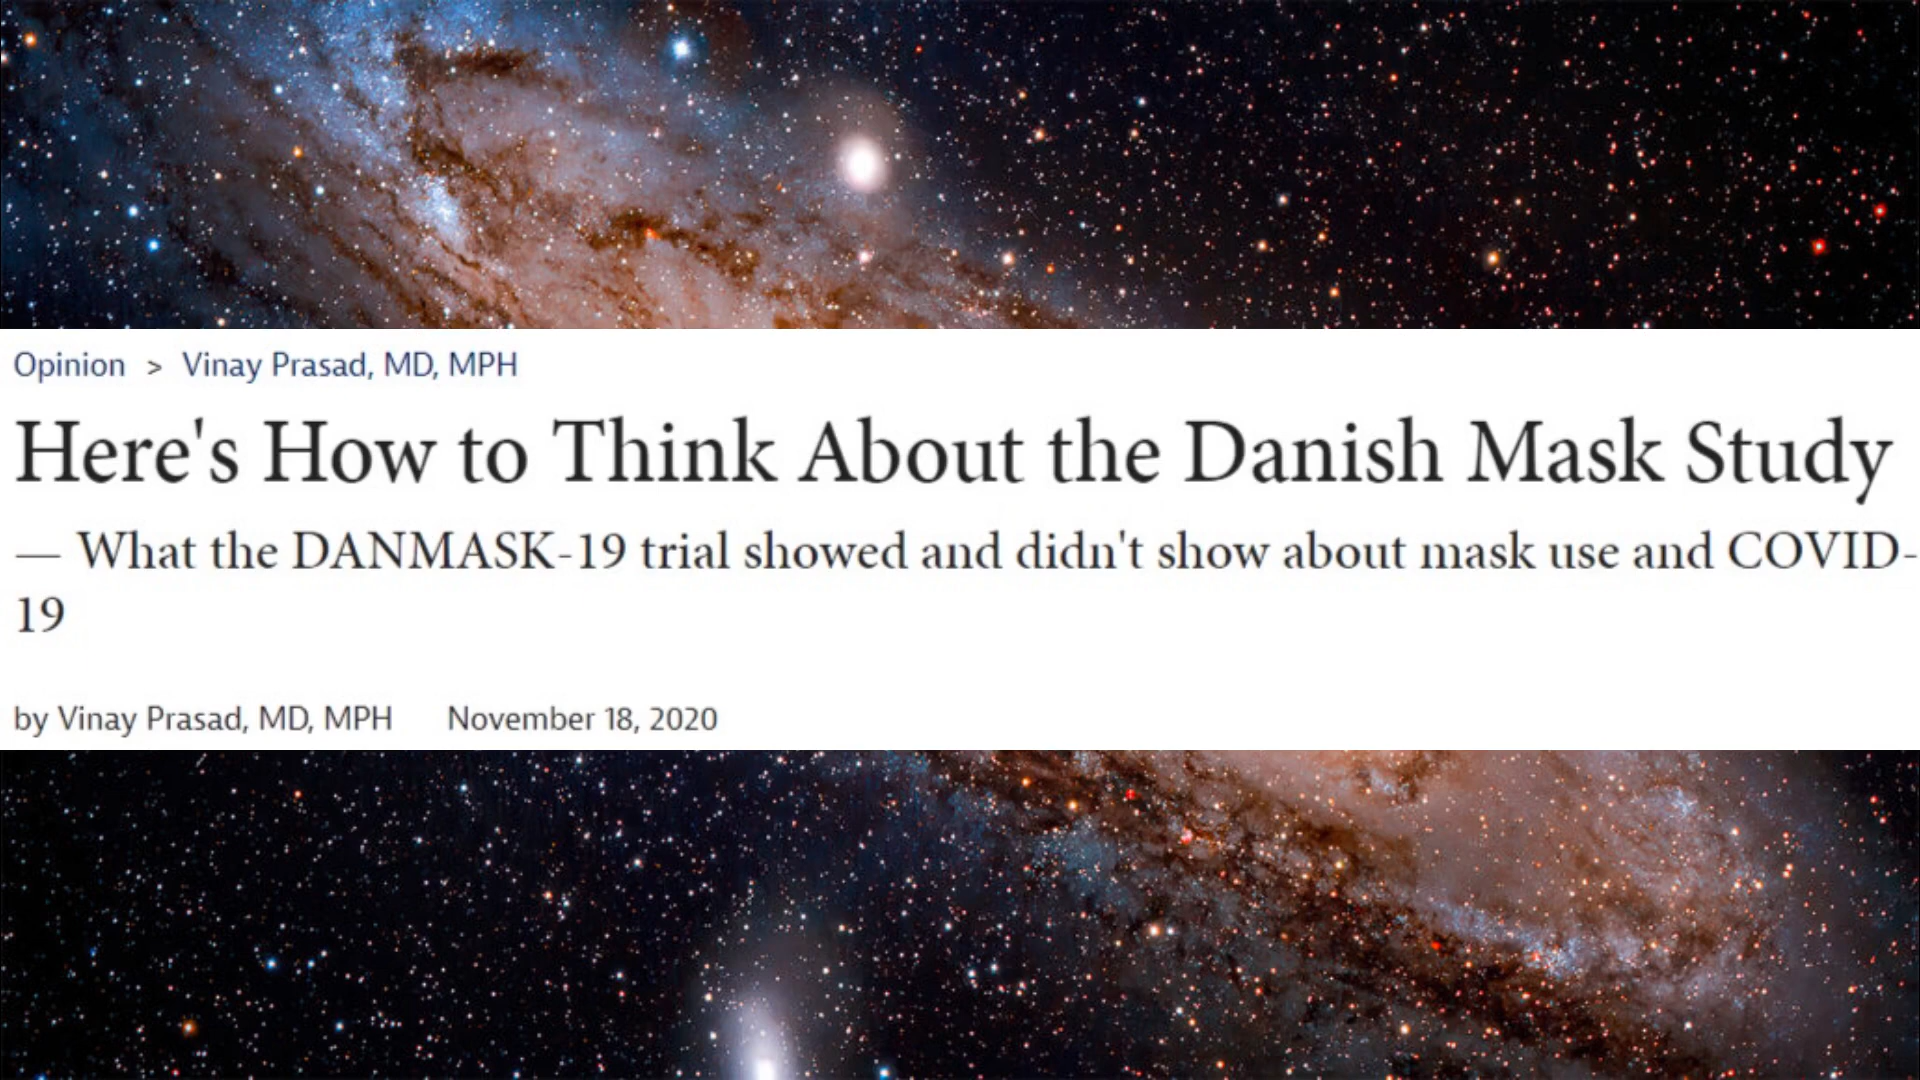 Opinion > Vinay Prasad, MD, MPH
Here's How to Think About the Danish Mask Study
— What the DANMASK-19 trial showed and didn't show about mask use and COVID-
19
by Vinay Prasad, MD, MPH November 18, 2020